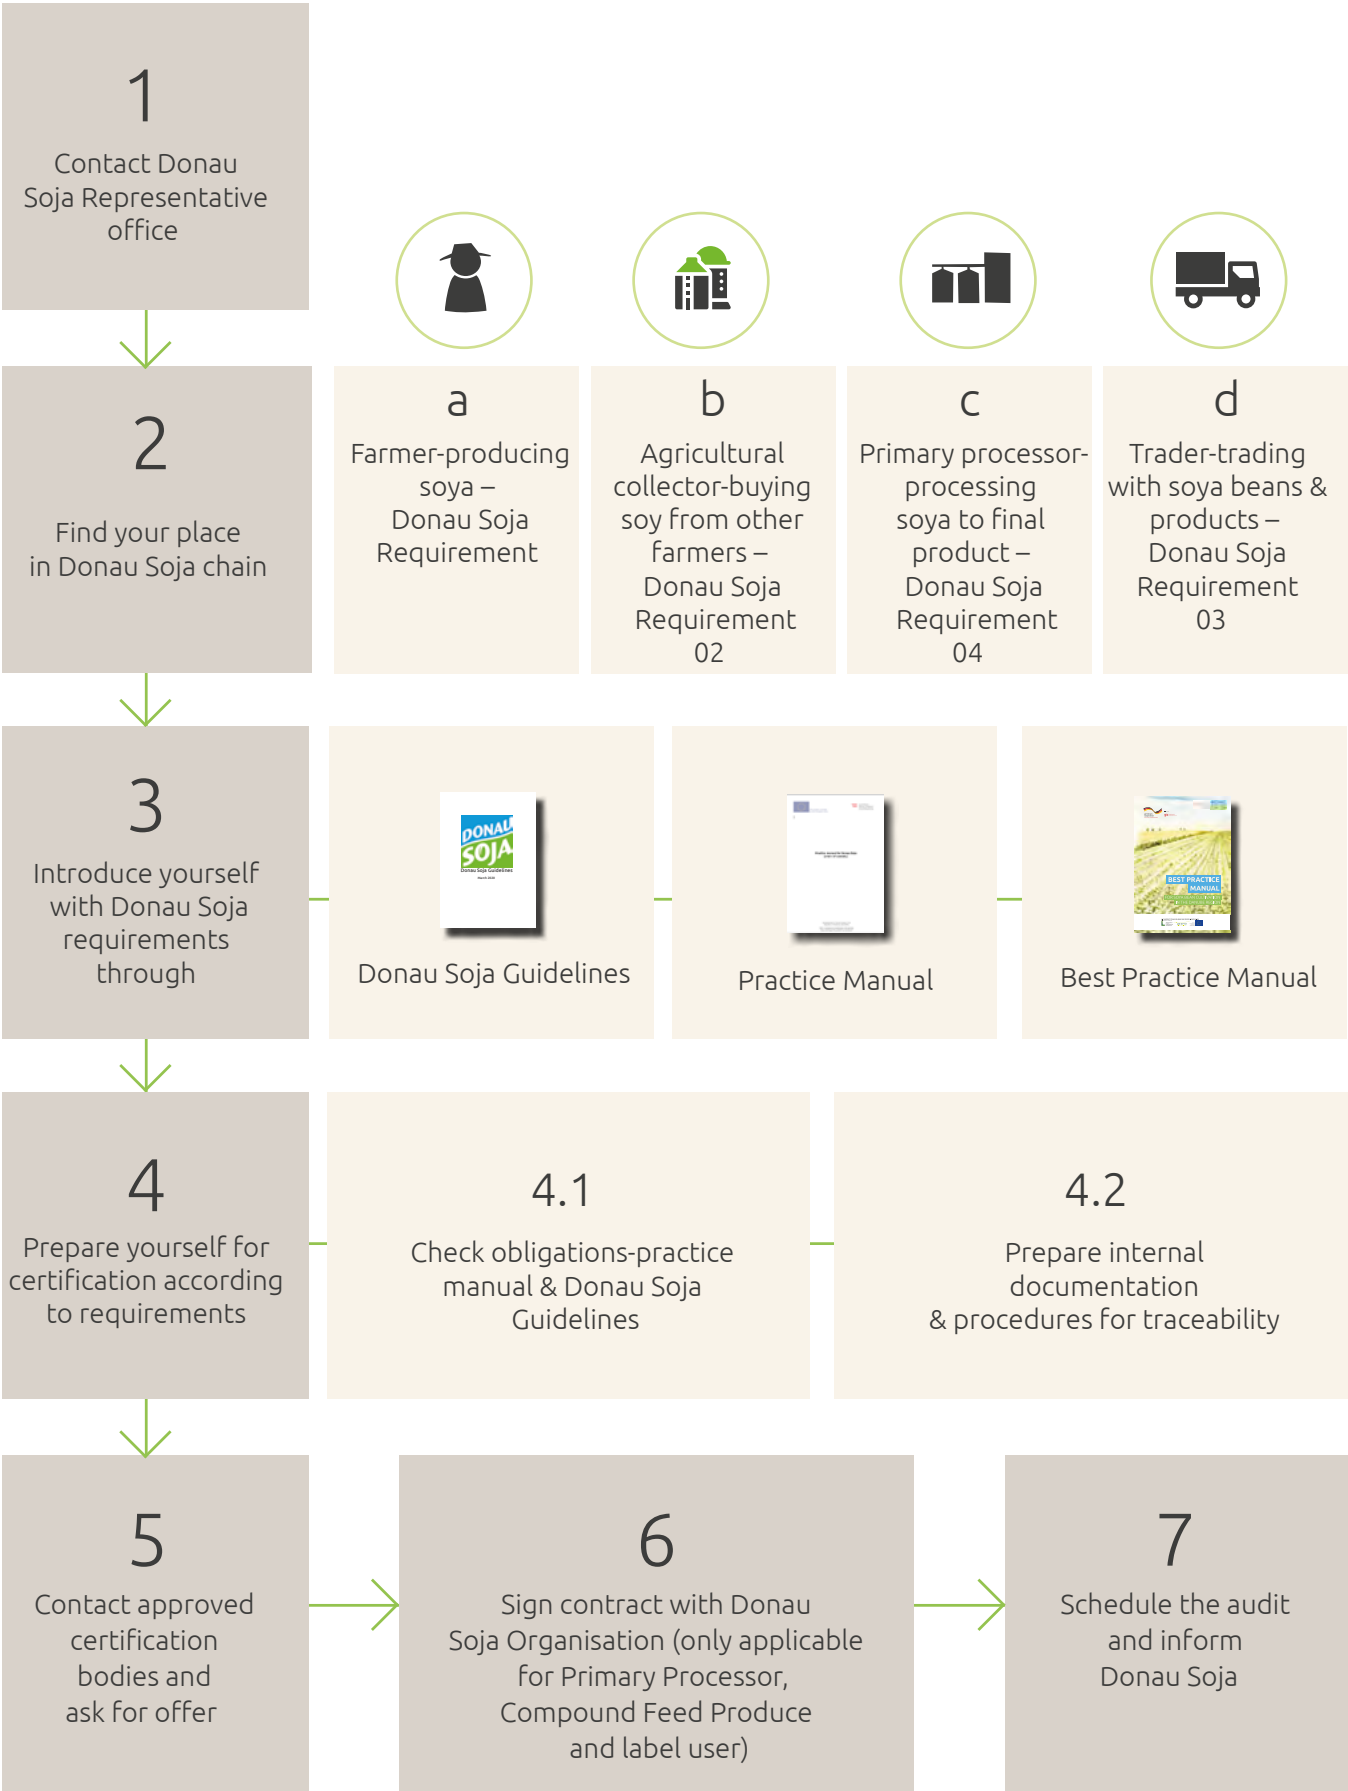 1
Contact Donau
Soja Representative
office
2
Find your place
in Donau Soja chain
a
Farmer-producing
soya –
Donau Soja
Requirement
b
Agricultural
collector-buying
soy from other
farmers –
Donau Soja
Requirement
02
c
Primary processor-
processing
soya to final
product –
Donau Soja
Requirement
04
d
Trader-trading
with soya beans &
products –
Donau Soja
Requirement
03
3
Introduce yourself
with Donau Soja
requirements
through
DONAU
SOJA
Donau Soja Guidelines
March 2020
Donau Soja Guidelines
Practice Manual
BEST PRACTICE
MANUAL
Best Practice Manual
4
Prepare yourself for
certification according
to requirements
4.1
Check obligations-practice
manual & Donau Soja
Guidelines
4.2
Prepare internal
documentation
& procedures for traceability
5
Contact approved
certification
bodies and
ask for offer
6
Sign contract with Donau
Soja Organisation (only applicable
for Primary Processor,
Compound Feed Produce
and label user)
7
Schedule the audit
and inform
Donau Soja